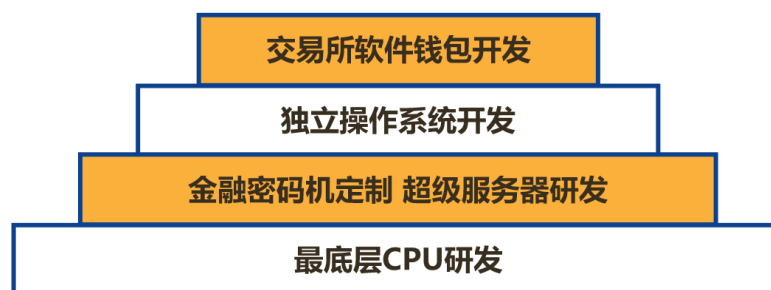 交易所软件钱包开发
独立操作系统开发
金融密码机定制 超级服务器研发
最底层CPU研发